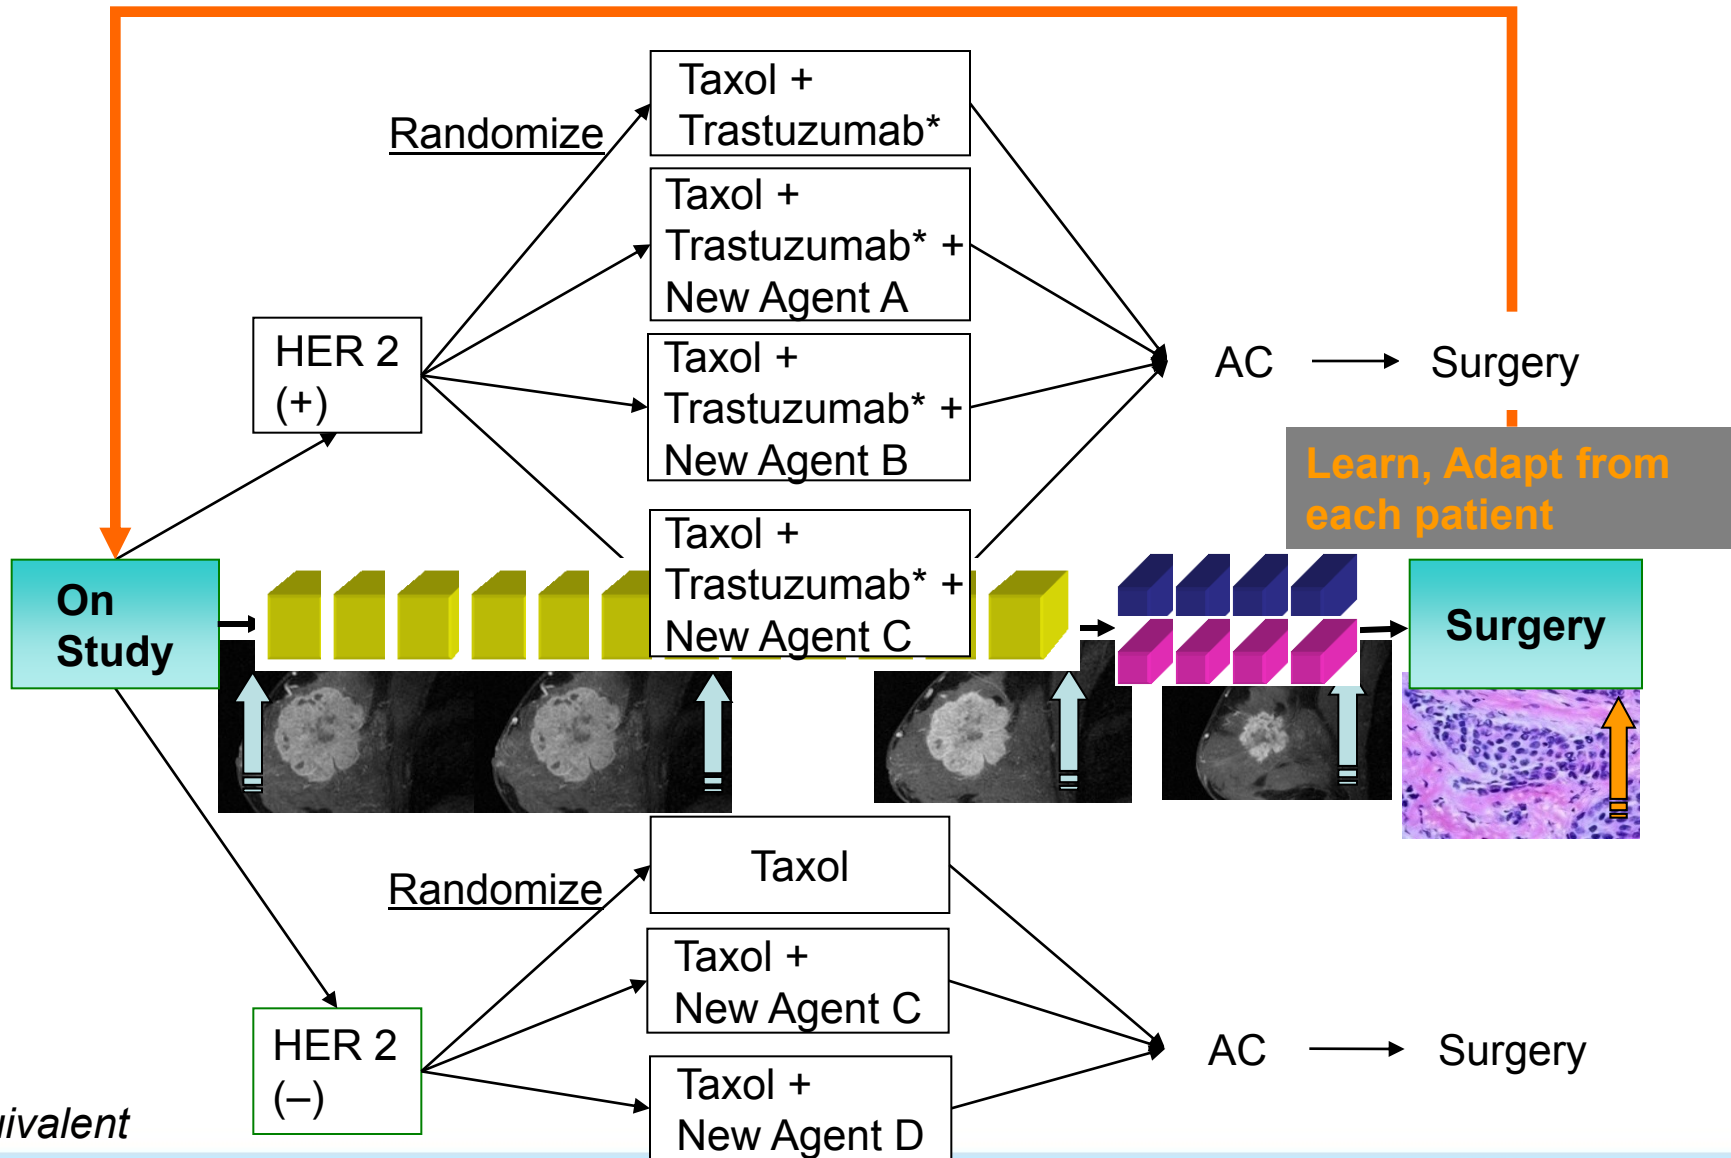 Randomize
Taxol +
Trastuzumab*
Taxol +
Trastuzumab* +
New Agent A
HER 2
(+)
Taxol +
Trastuzumab* +
New Agent B
AC
Surgery
Learn, Adapt from
each patient
Taxol +
Trastuzumab* +
New Agent C
On
Study
Surgery
Randomize
Taxol
Taxol +
New Agent C
HER 2
(–)
Taxol +
New Agent D
AC
Surgery